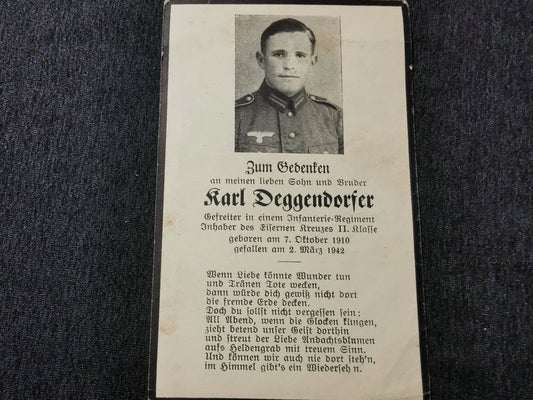 Zum Gedenken
an meinen lieben Sohn und Bruder
Karl Deggendorfer
Gefreiter in einem Infanterie-Regiment
Inhaber des Eisernen Kreuzes II. Klasse
geboren am 7. Oktober 1910
gefallen am 2. März 1942
Wenn Liebe könnte Wunder tun
und Tränen Tote wecken,
dann würde dich gewiß nicht dort
die fremde Erde decken.
Doch du sollst nicht vergessen sein:
All Abend, wenn die Glocken klingen,
zieht betend unser Geist dorthin
und streut der Liebe Andachtsblumen
aufs Heldengrab mit treuem Sinn.
Und können wir auch nie dort steh'n,
im Himmel gibt's ein Wiederseh n.